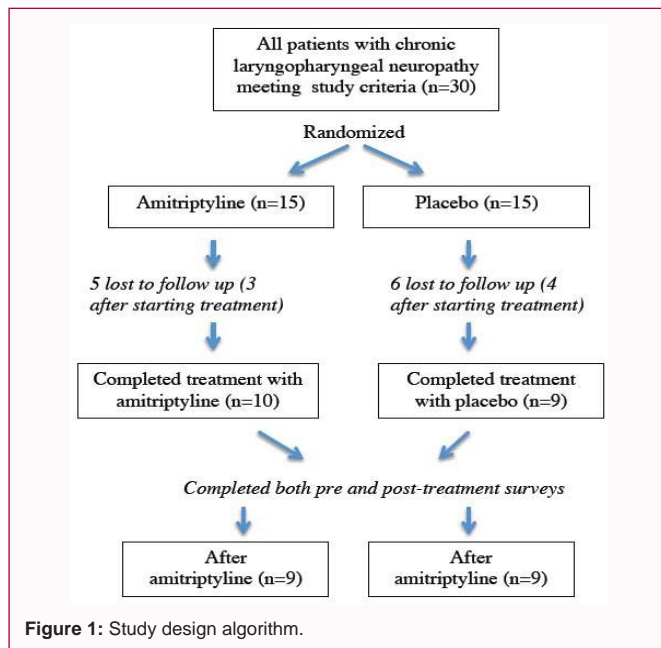 All patients with chronic
laryngopharyngeal neuropathy
meeting study criteria (n=30)
Randomized
Amitriptyline (n=15)
Placebo (n=15)
5 lost to follow up (3
after starting treatment)
6 lost to follow up (4
after starting treatment)
Completed treatment with
amitriptyline (n=10)
Completed treatment
with placebo (n=9)
Completed both pre and post-treatment surveys
After
amitriptyline (n=9)
After
amitriptyline (n=9)
Figure 1: Study design algorithm.